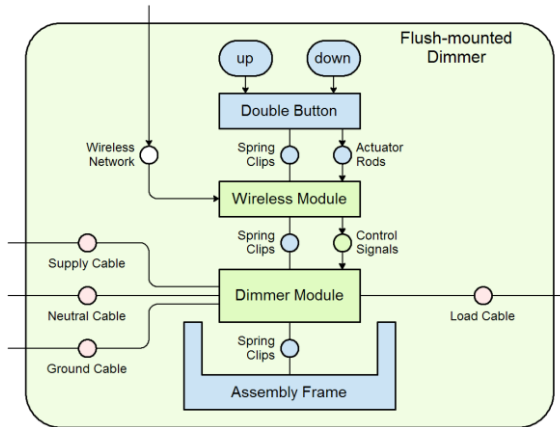 Flush-mounted
Dimmer
up
down
Double Button
Wireless
Network
Spring
Clips
Actuator
Rods
Wireless Module
Spring
Clips
Control
Signals
Supply Cable
Dimmer Module
Neutral Cable
Load Cable
Spring
Clips
Ground Cable
Assembly Frame